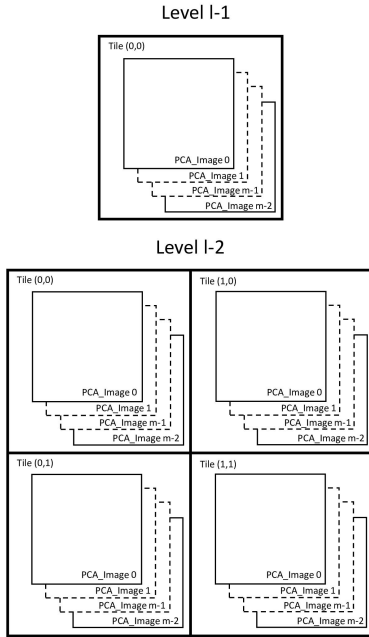 Level l-1
Tile (0,0)
PCA_Image 0
PCA_Image 1
PCA_Image m-1
PCA_Image m-2
Level l-2
Tile (0,0)
PCA_Image 0
PCA_Image 1
PCA_Image m-1
PCA_Image m-2
Tile (1,0)
PCA_Image 0
PCA_Image 1
PCA_Image m-1
PCA_Image m-2
Tile (0,1)
PCA_Image 0
PCA_Image 1
PCA_Image m-1
PCA_Image m-2
Tile (1,1)
PCA_Image 0
PCA_Image 1
PCA_Image m-1
PCA_Image m-2